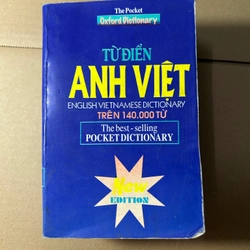 The Pocket
Oxford Dictionary
TỪ ĐIỂN
ANH VIỆT
ENGLISH VIETNAMESE DICTIONARY
TRÊN 140.000 TỪ
The best - selling
POCKET DICTIONARY
New
EDITION